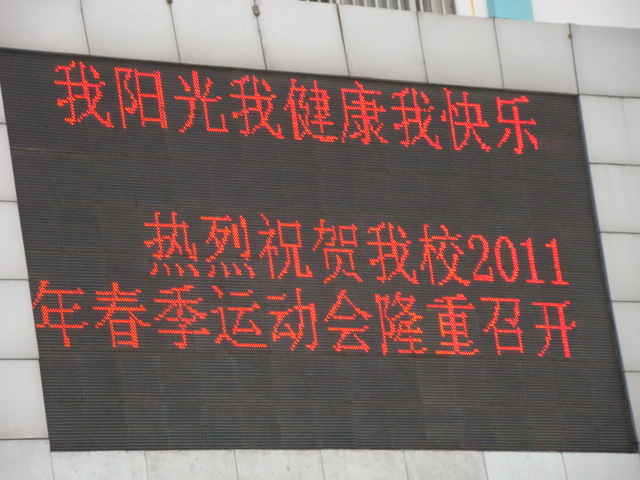 我阳光我健康我快乐
热烈祝贺我校2011
年春季运动会隆重召开